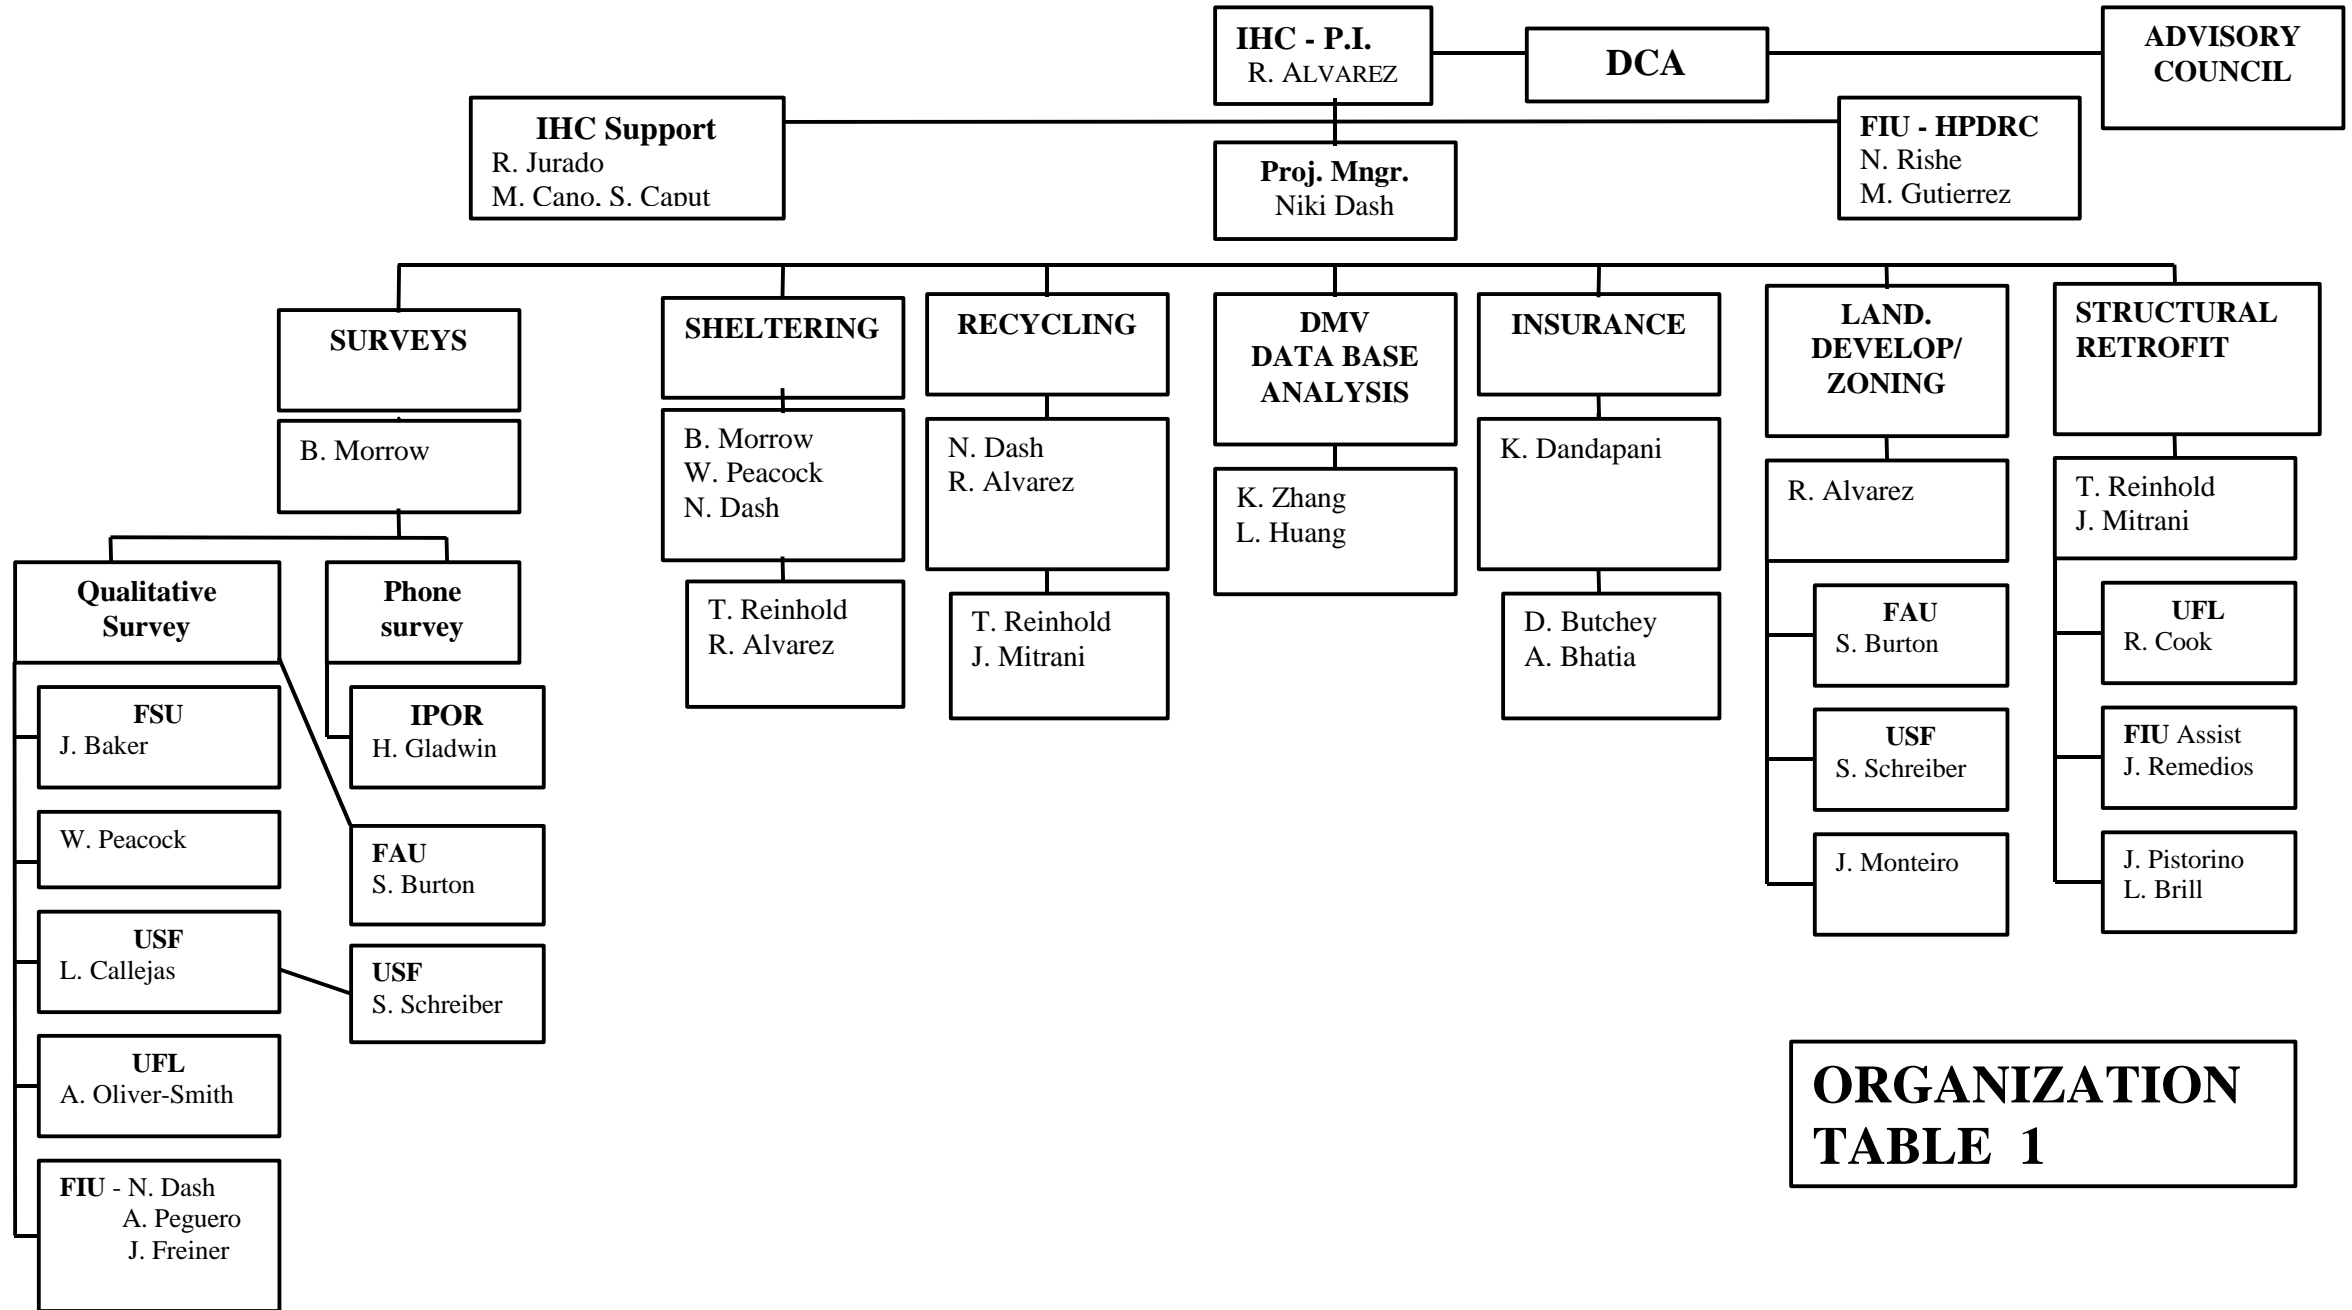 IHC - P.I.
R. ALVAREZ
DCA
ADVISORY
COUNCIL
IHC Support
R. Jurado
M. Cano, S. Caput
FIU - HPDRC
N. Rishe
M. Gutierrez
Proj. Mngr.
Niki Dash
SURVEYS
B. Morrow
Qualitative
Survey
Phone
survey
FSU
J. Baker
IPOR
H. Gladwin
W. Peacock
FAU
S. Burton
USF
L. Callejas
USF
S. Schreiber
UFL
A. Oliver-Smith
FIU - N. Dash
A. Peguero
J. Freiner
SHELTERING
B. Morrow
W. Peacock
N. Dash
T. Reinhold
R. Alvarez
RECYCLING
N. Dash
R. Alvarez
T. Reinhold
J. Mitrani
DMV
DATA BASE
ANALYSIS
K. Zhang
L. Huang
INSURANCE
K. Dandapani
D. Butchey
A. Bhatia
LAND.
DEVELOP/
ZONING
R. Alvarez
FAU
S. Burton
USF
S. Schreiber
J. Monteiro
STRUCTURAL
RETROFIT
T. Reinhold
J. Mitrani
UFL
R. Cook
FIU Assist
J. Remedios
J. Pistorino
L. Brill
ORGANIZATION
TABLE 1